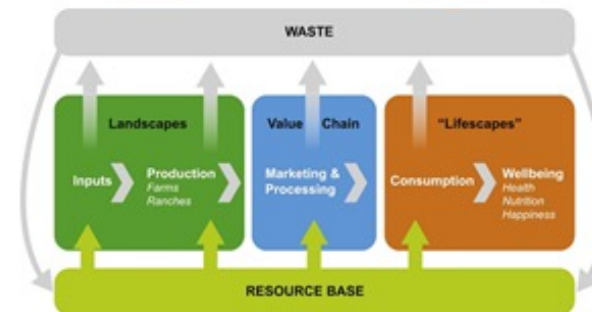 WASTE
Landscapes
Inputs
Production
Farms
Ranches
Value Chain
Marketing &
Processing
“Lifescapes”
Consumption
Wellbeing
Health
Nutrition
Happiness
RESOURCE BASE